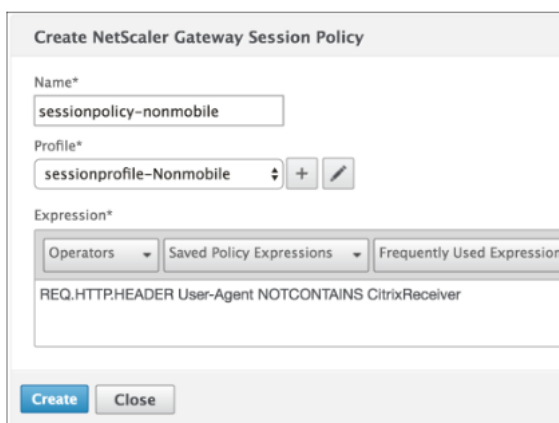 Create NetScaler Gateway Session Policy
Name*
sessionpolicy-nonmobile
Profile*
sessionprofile-Nonmobile
Expression*
Operators Saved Policy Expressions Frequently Used Expression
REQ.HTTP.HEADER User-Agent NOTCONTAINS CitrixReceiver
Create Close